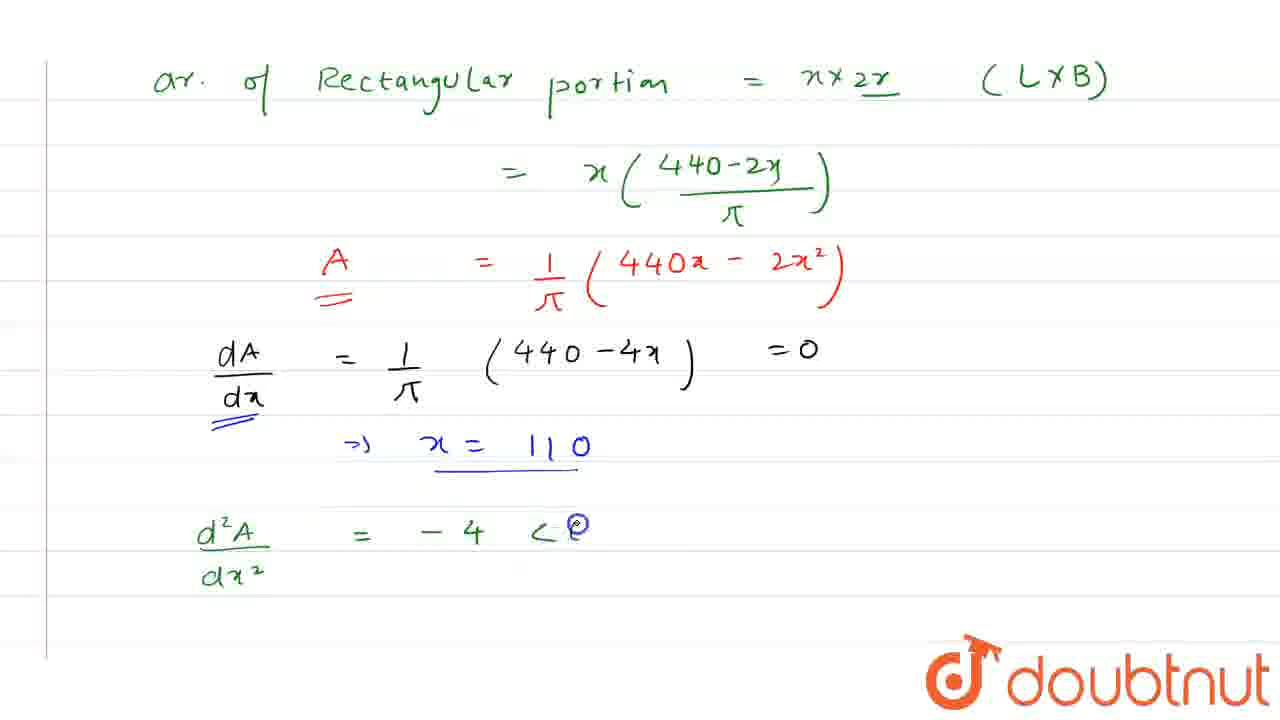 ar. of Rectangular portion = x × 2r (L×B)
= x (440-2x / π)
A = 1/π (440x - 2x²)
dA/dx = 1/π (440 - 4x) = 0
⇒ x = 110
d²A/dx² = - 4 <
doubtnut